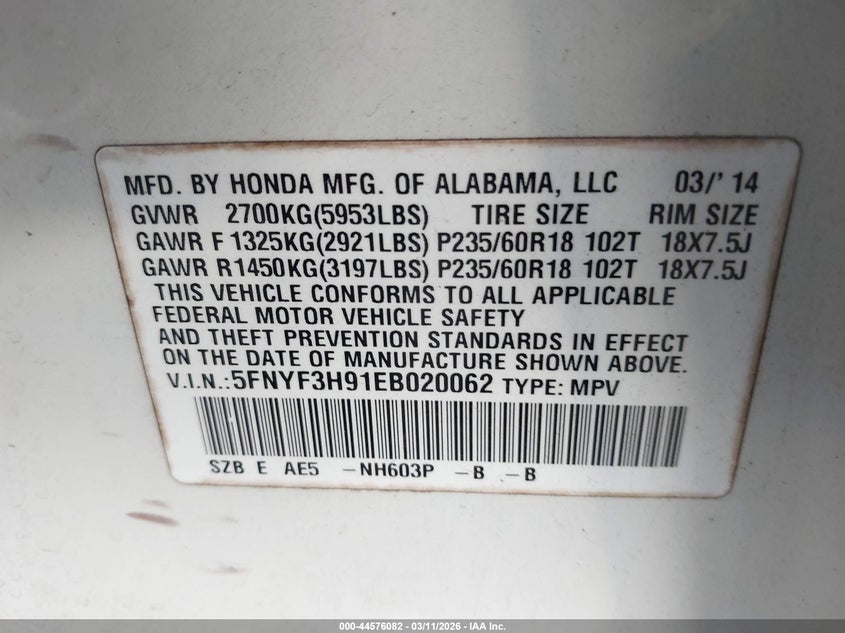 MFD. BY HONDA MFG. OF ALABAMA, LLC 03/' 14
GVWR 2700KG(5953LBS) TIRE SIZE RIM SIZE
GAWR F 1325KG(2921LBS) P235/60R18 102T 18X7.5J
GAWR R1450KG(3197LBS) P235/60R18 102T 18X7.5J
THIS VEHICLE CONFORMS TO ALL APPLICABLE
FEDERAL MOTOR VEHICLE SAFETY
AND THEFT PREVENTION STANDARDS IN EFFECT
ON THE DATE OF MANUFACTURE SHOWN ABOVE.
V.I.N.:5FNYF3H91EB020062 TYPE: MPV
SZB E AE5 -NH603P -B -B
000-44576082 - 03/11/2026 - IAA Inc.